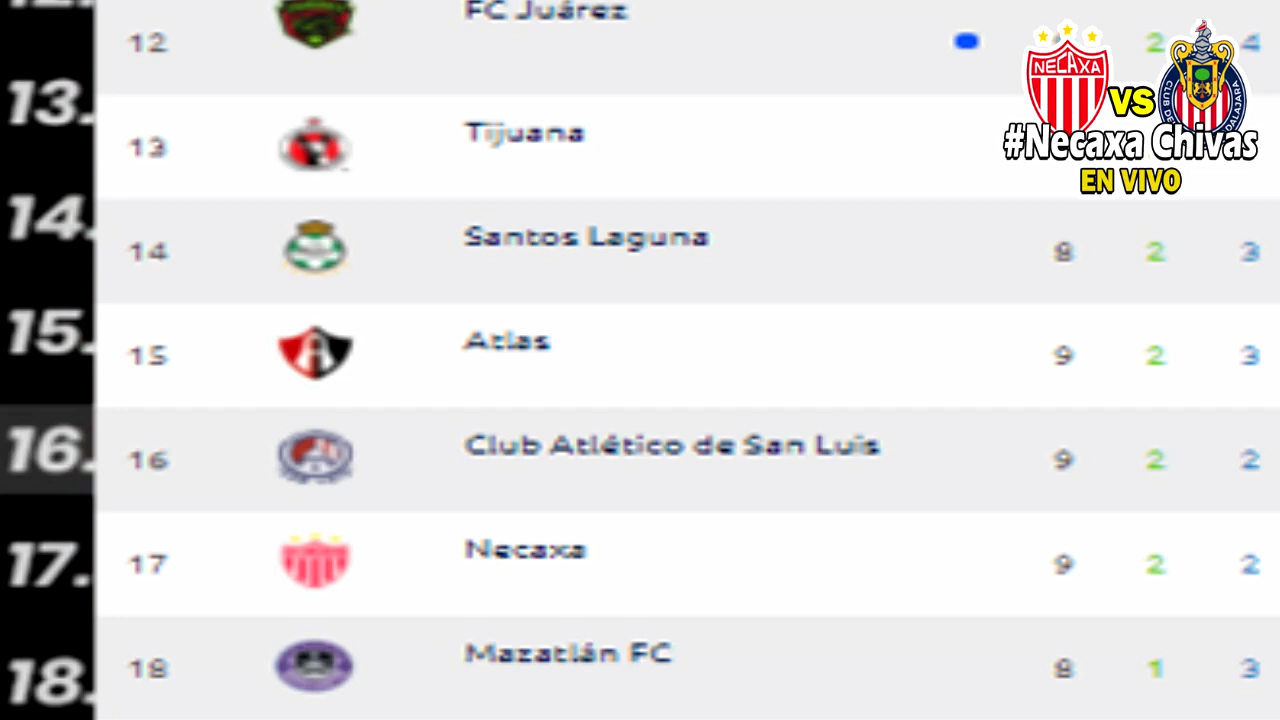 12 FC Juárez 2 4
13. 13 Tijuana
14. 14 Santos Laguna 8 2 3
15. 15 Atlas 9 2 3
16. 16 Club Atlético de San Luis 9 2 2
17. 17 Necaxa 9 2 2
18. 18 Mazatlán FC 8 1 3
NECAXA
VS
#Necaxa Chivas
EN VIVO